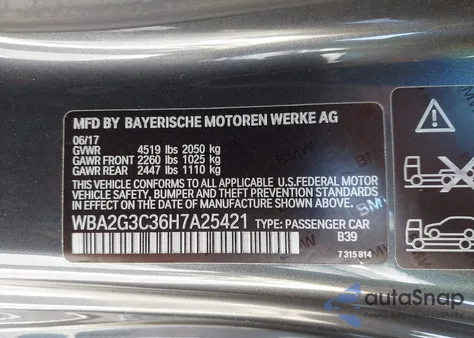 MFD BY BAYERISCHE MOTOREN WERKE AG
06/17
GVWR 4519 lbs 2050 kg
GAWR FRONT 2260 lbs 1025 kg
GAWR REAR 2447 lbs 1110 kg
THIS VEHICLE CONFORMS TO ALL APPLICABLE U.S. FEDERAL MOTOR
VEHICLE SAFETY, BUMPER AND THEFT PREVENTION STANDARDS
IN EFFECT ON THE DATE OF MANUFACTURE SHOWN ABOVE.
WBA2G3C36H7A25421 TYPE: PASSENGER CAR
B39
7 315 814
autoSnap